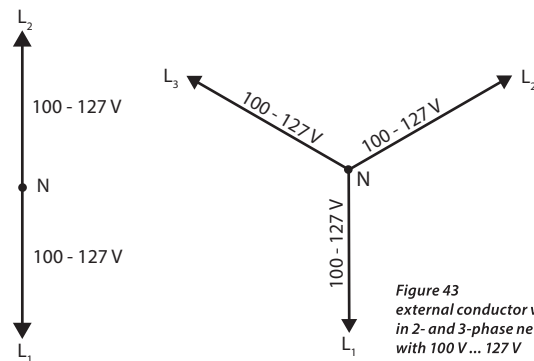 L₂
100 - 127 V
N
100 - 127 V
L₁
L₃
L₂
100 - 127 V
100 - 127 V
N
100 - 127 V
L₁
Figure 43
external conductor
in 2- and 3-phase
with 100 V ... 127 V